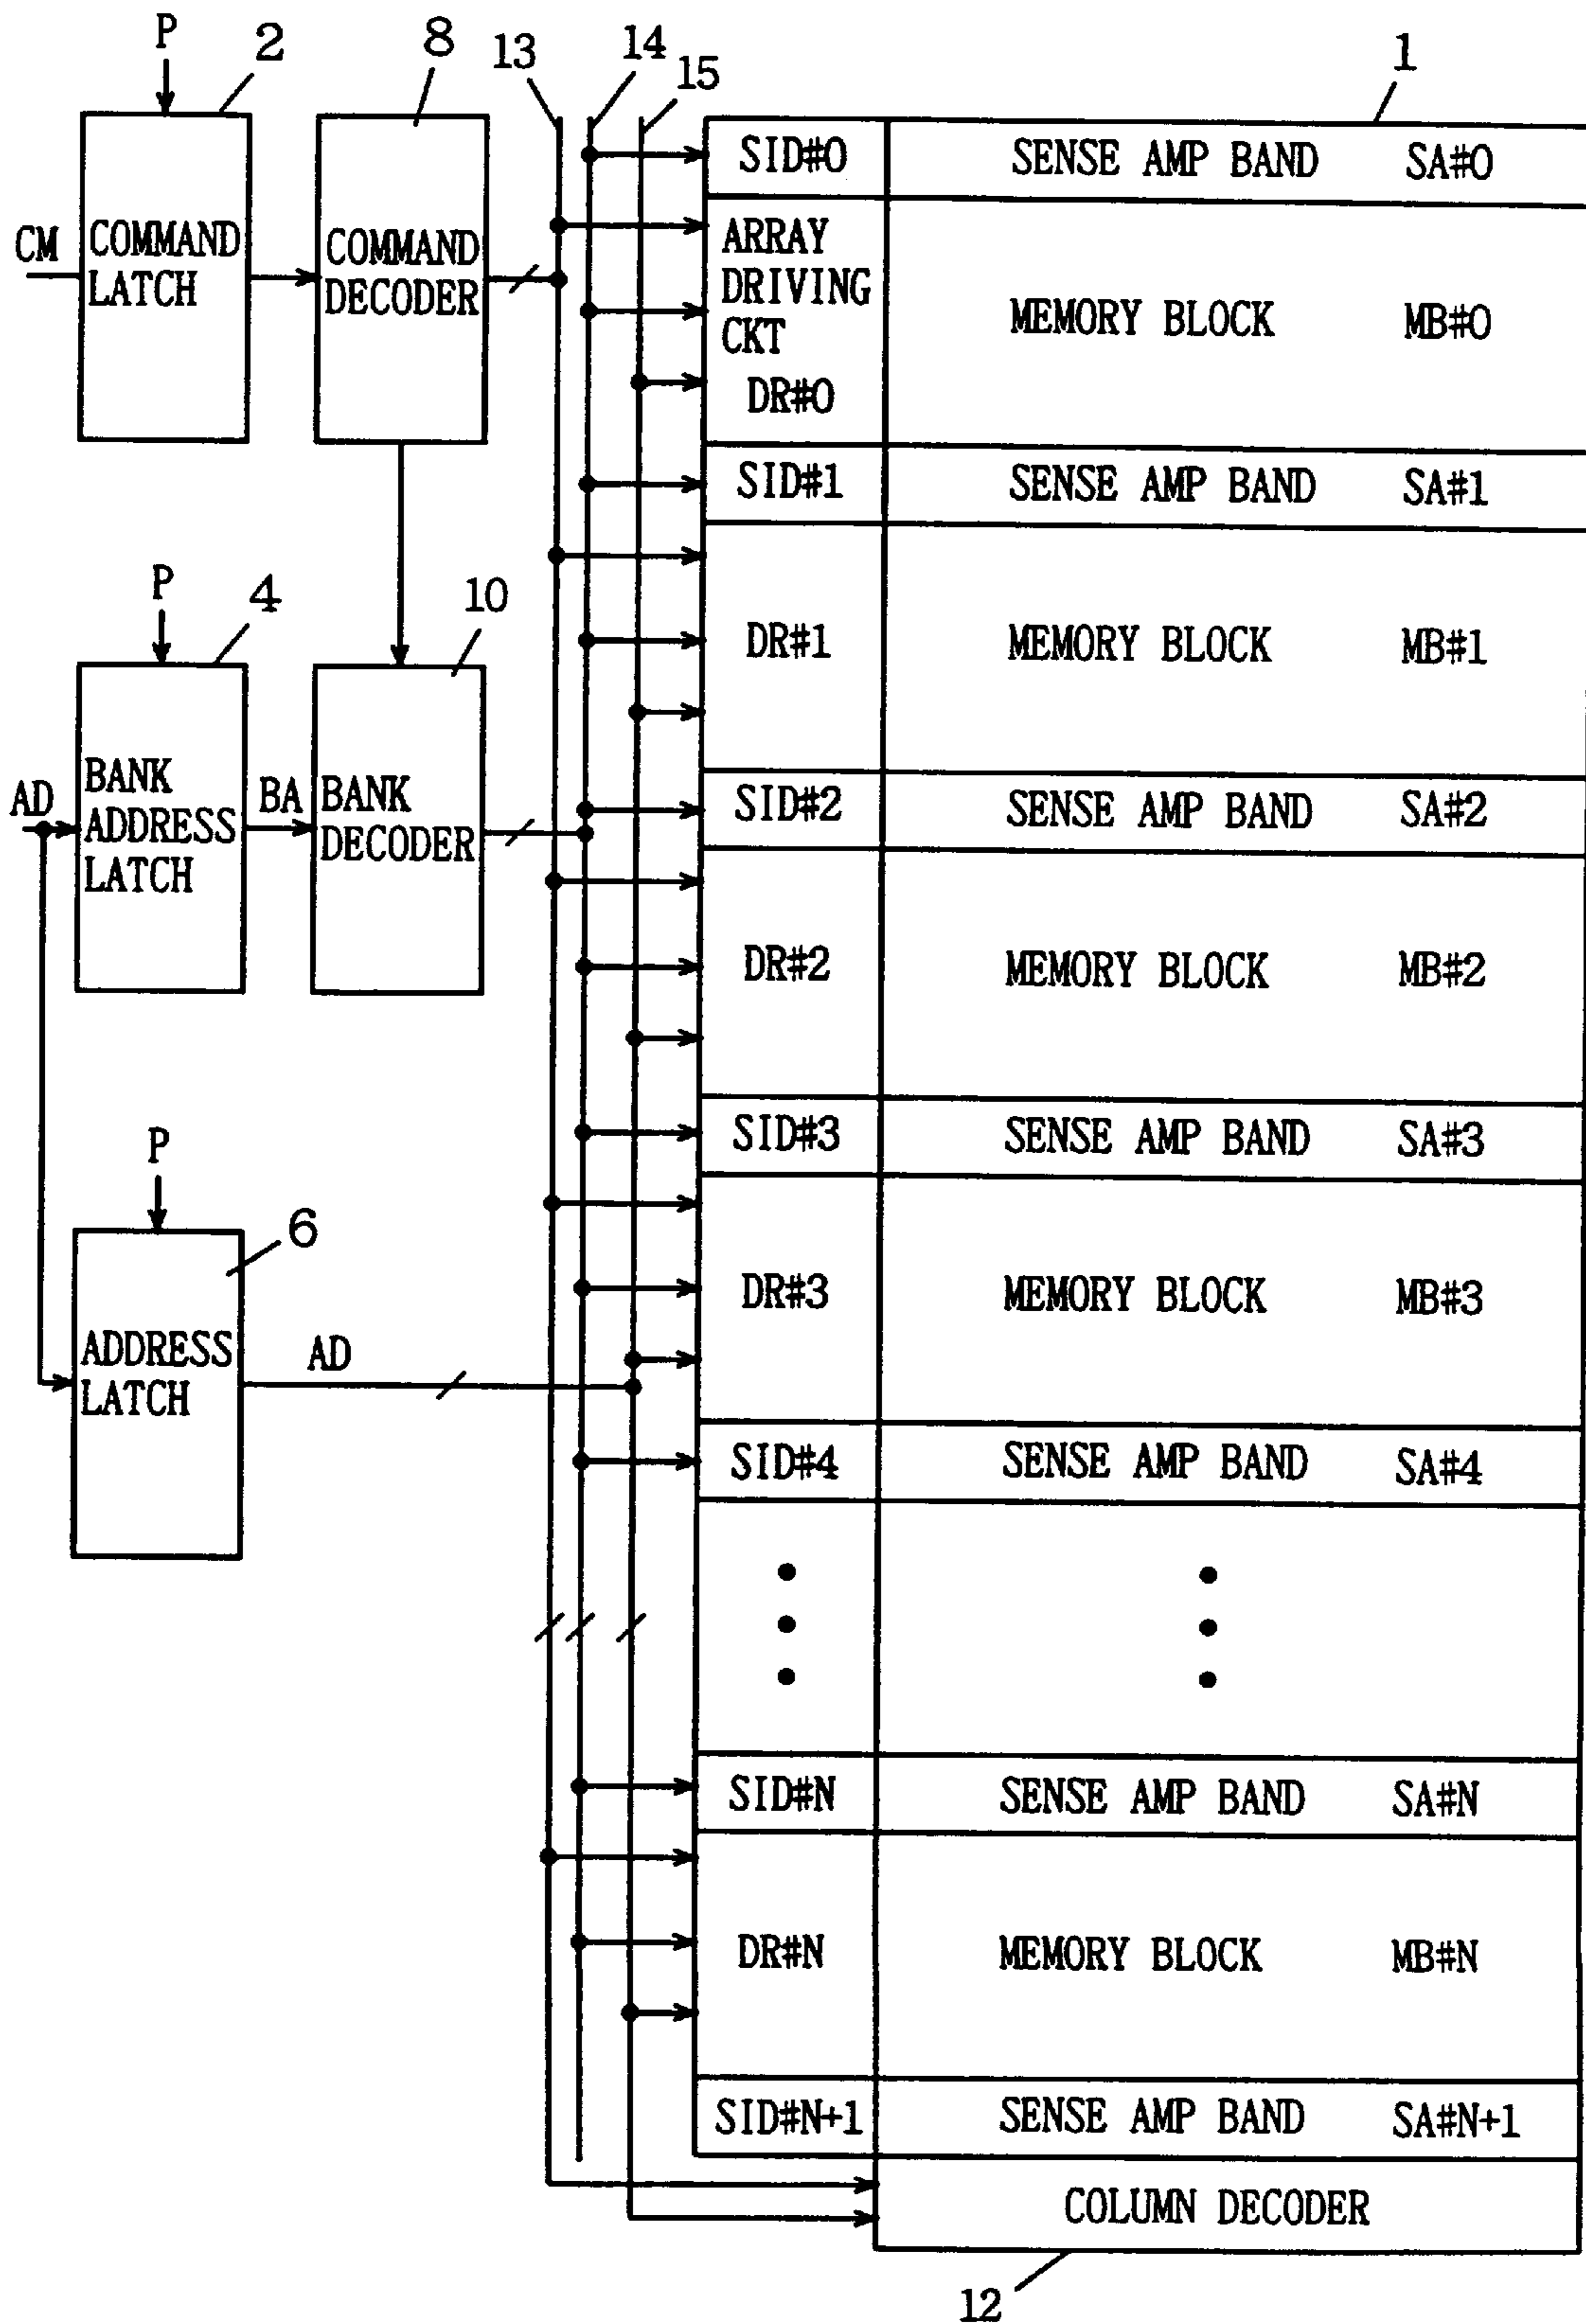 P
2
8
13
14
15
1
CM
COMMAND
LATCH
COMMAND
DECODER
SID#0
SENSE AMP BAND SA#0
ARRAY
DRIVING
CKT
DR#0
MEMORY BLOCK MB#0
SID#1
SENSE AMP BAND SA#1
P
4
10
AD
BANK
ADDRESS
LATCH
BA
BANK
DECODER
DR#1
MEMORY BLOCK MB#1
SID#2
SENSE AMP BAND SA#2
DR#2
MEMORY BLOCK MB#2
SID#3
SENSE AMP BAND SA#3
P
6
ADDRESS
LATCH
AD
DR#3
MEMORY BLOCK MB#3
SID#4
SENSE AMP BAND SA#4
SID#N
SENSE AMP BAND SA#N
DR#N
MEMORY BLOCK MB#N
SID#N+1
SENSE AMP BAND SA#N+1
COLUMN DECODER
12